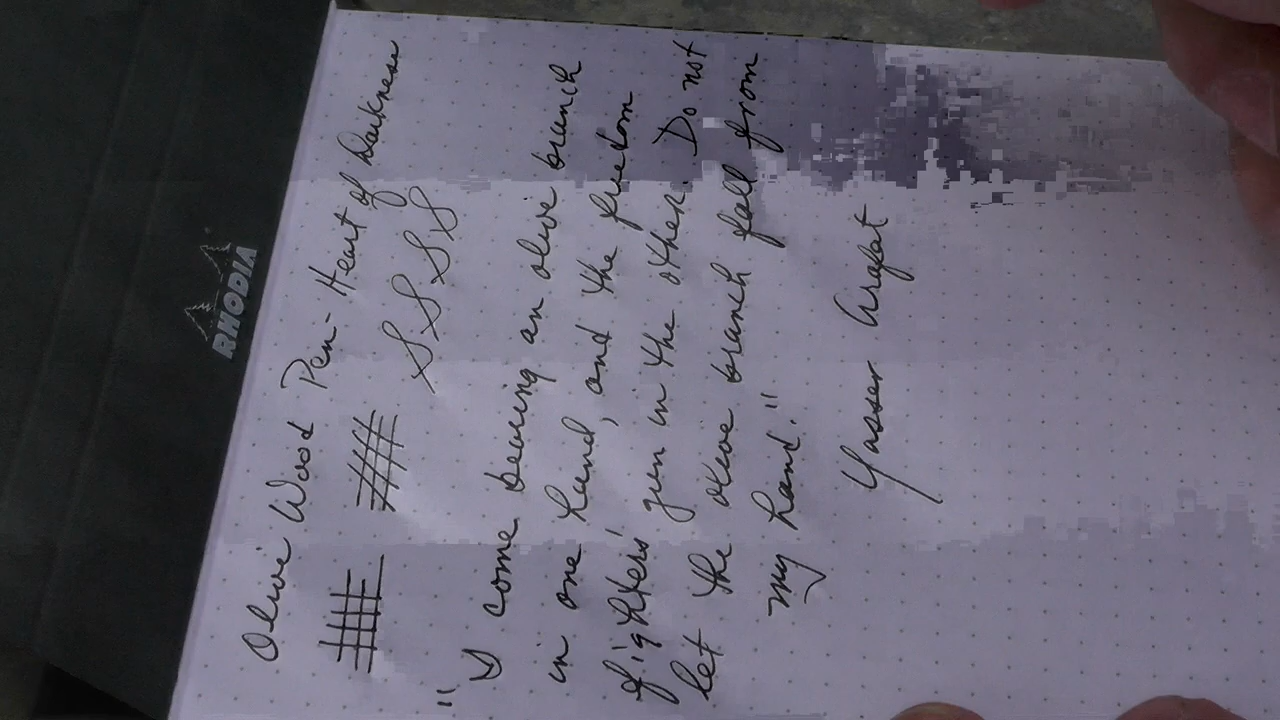 RHODIA
Olive Wood Pen - Heart of Darkness
S S S S
"I come bearing an olive branch
in one hand, and the freedom
fighters' gun in the other. Do not
let the olive branch fall from
my hand."
Yasser Arafat